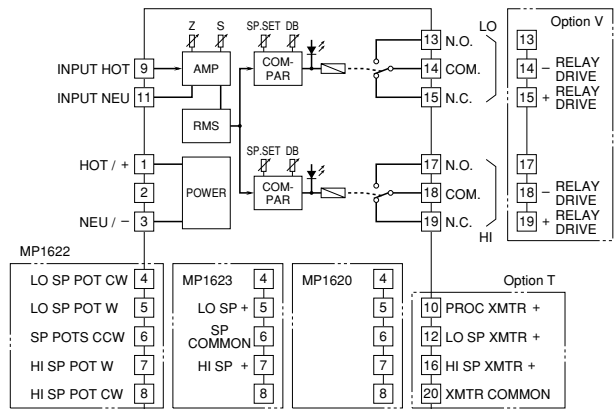 Z S SP.SET DB LO Option V
13 N.O. 13
INPUT HOT 9 AMP COM-PAR 14 COM. 14 − RELAY DRIVE
INPUT NEU 11 15 N.C. 15 + RELAY DRIVE
RMS
SP.SET DB
HOT / + 1 17 N.O. 17
2 POWER COM-PAR 18 COM. 18 − RELAY DRIVE
NEU / − 3 19 N.C. 19 + RELAY DRIVE
HI
MP1622
LO SP POT CW 4
LO SP POT W 5
SP POTS CCW 6
HI SP POT W 7
HI SP POT CW 8
MP1623 4
LO SP + 5
SP COMMON 6
HI SP + 7
8
MP1620 4
5
6
7
8
Option T
10 PROC XMTR +
12 LO SP XMTR +
16 HI SP XMTR +
20 XMTR COMMON